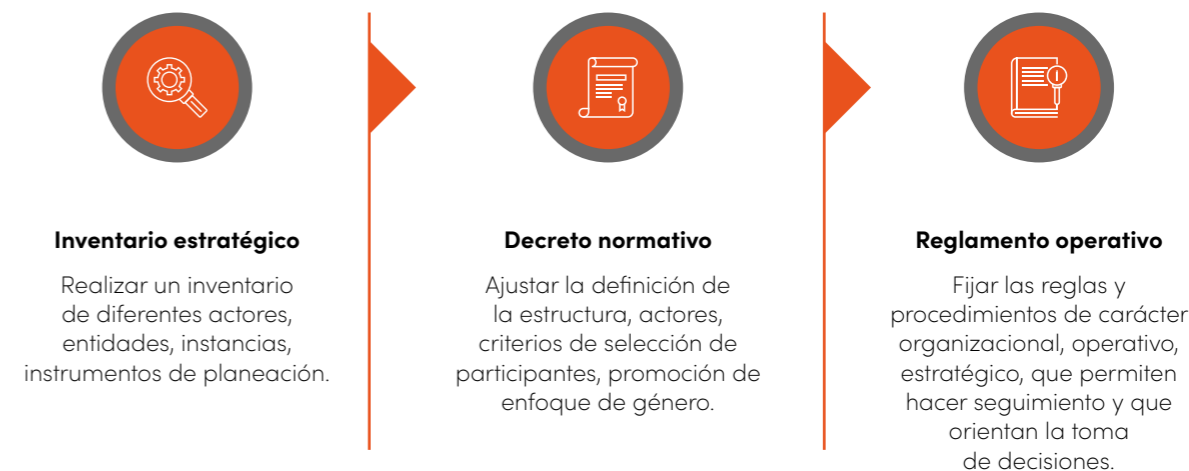 Inventario estratégico
Realizar un inventario
de diferentes actores,
entidades, instancias,
instrumentos de planeación.
Decreto normativo
Ajustar la definición de
la estructura, actores,
criterios de selección de
participantes, promoción de
enfoque de género.
Reglamento operativo
Fijar las reglas y
procedimientos de carácter
organizacional, operativo,
estratégico, que permiten
hacer seguimiento y que
orientan la toma
de decisiones.